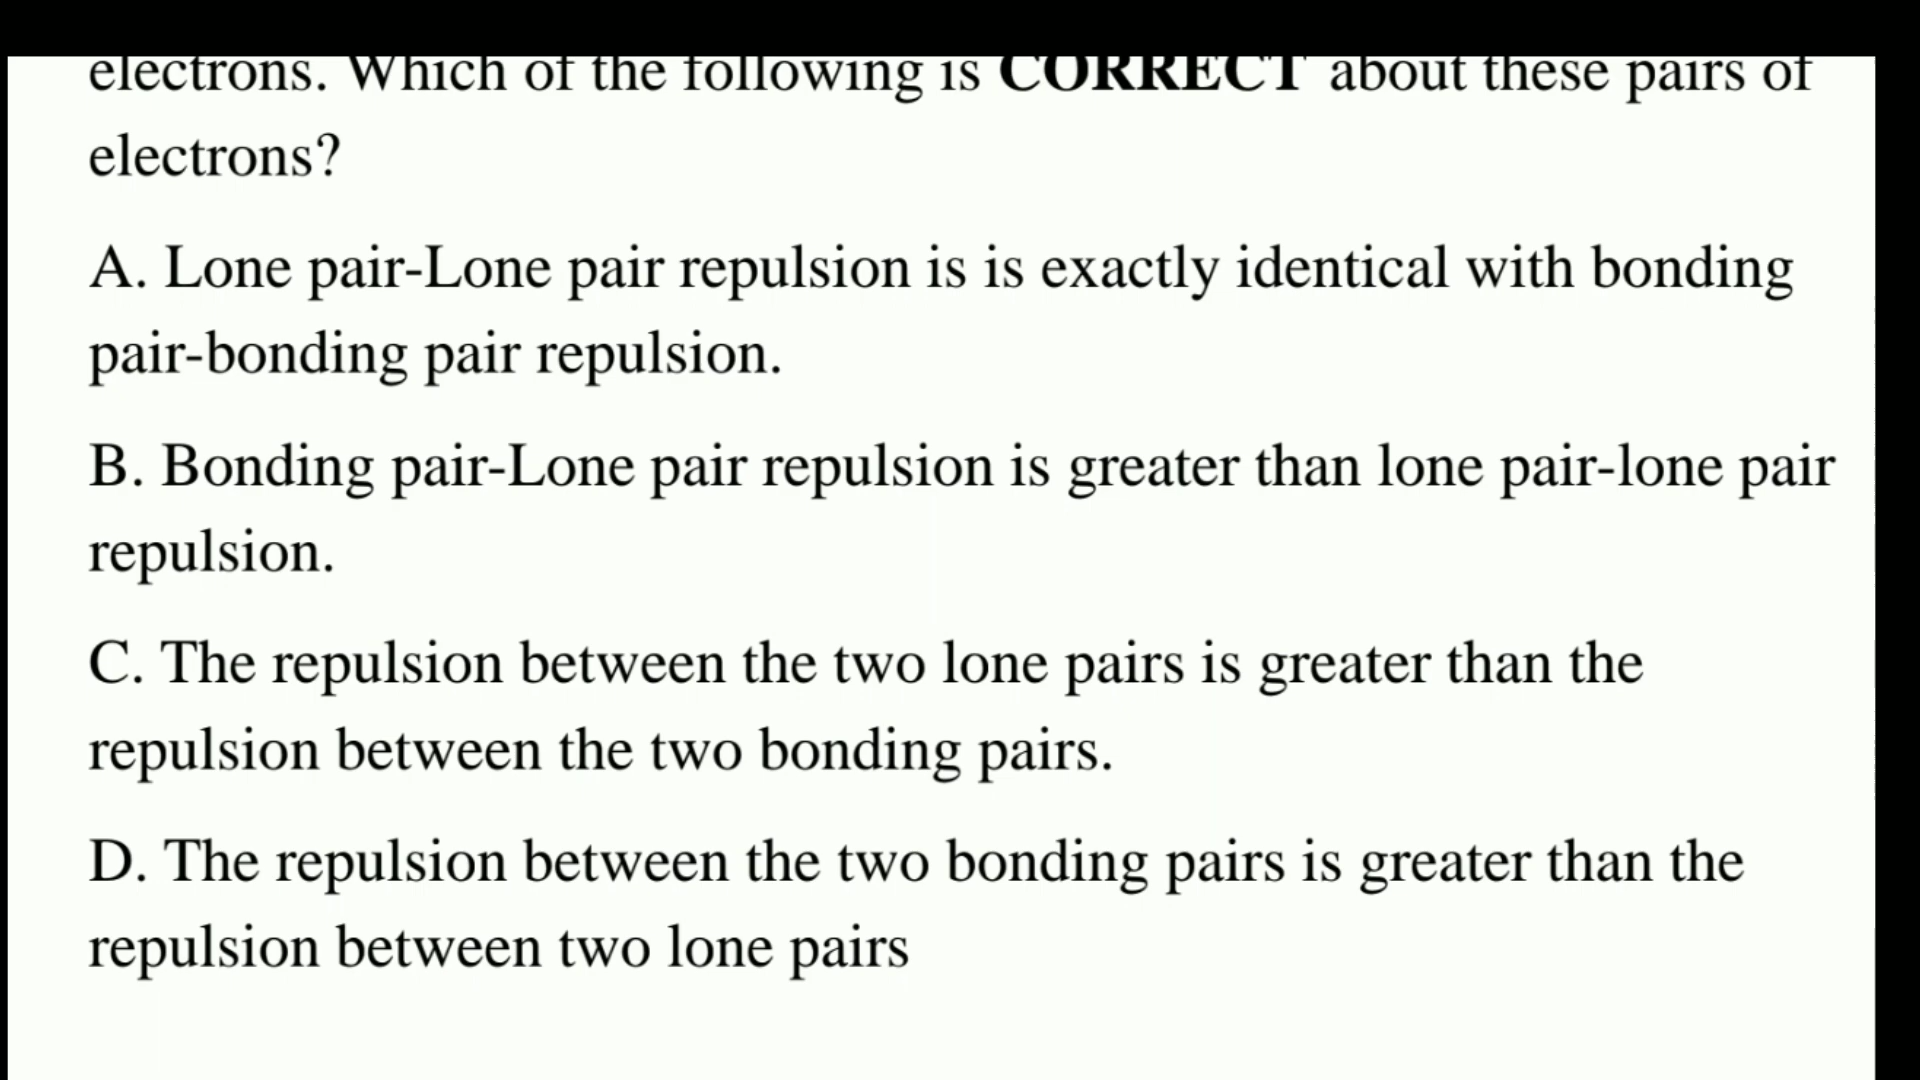 electrons. Which of the following is CORRECT about these pairs of
electrons?
A. Lone pair-Lone pair repulsion is is exactly identical with bonding
pair-bonding pair repulsion.
B. Bonding pair-Lone pair repulsion is greater than lone pair-lone pair
repulsion.
C. The repulsion between the two lone pairs is greater than the
repulsion between the two bonding pairs.
D. The repulsion between the two bonding pairs is greater than the
repulsion between two lone pairs